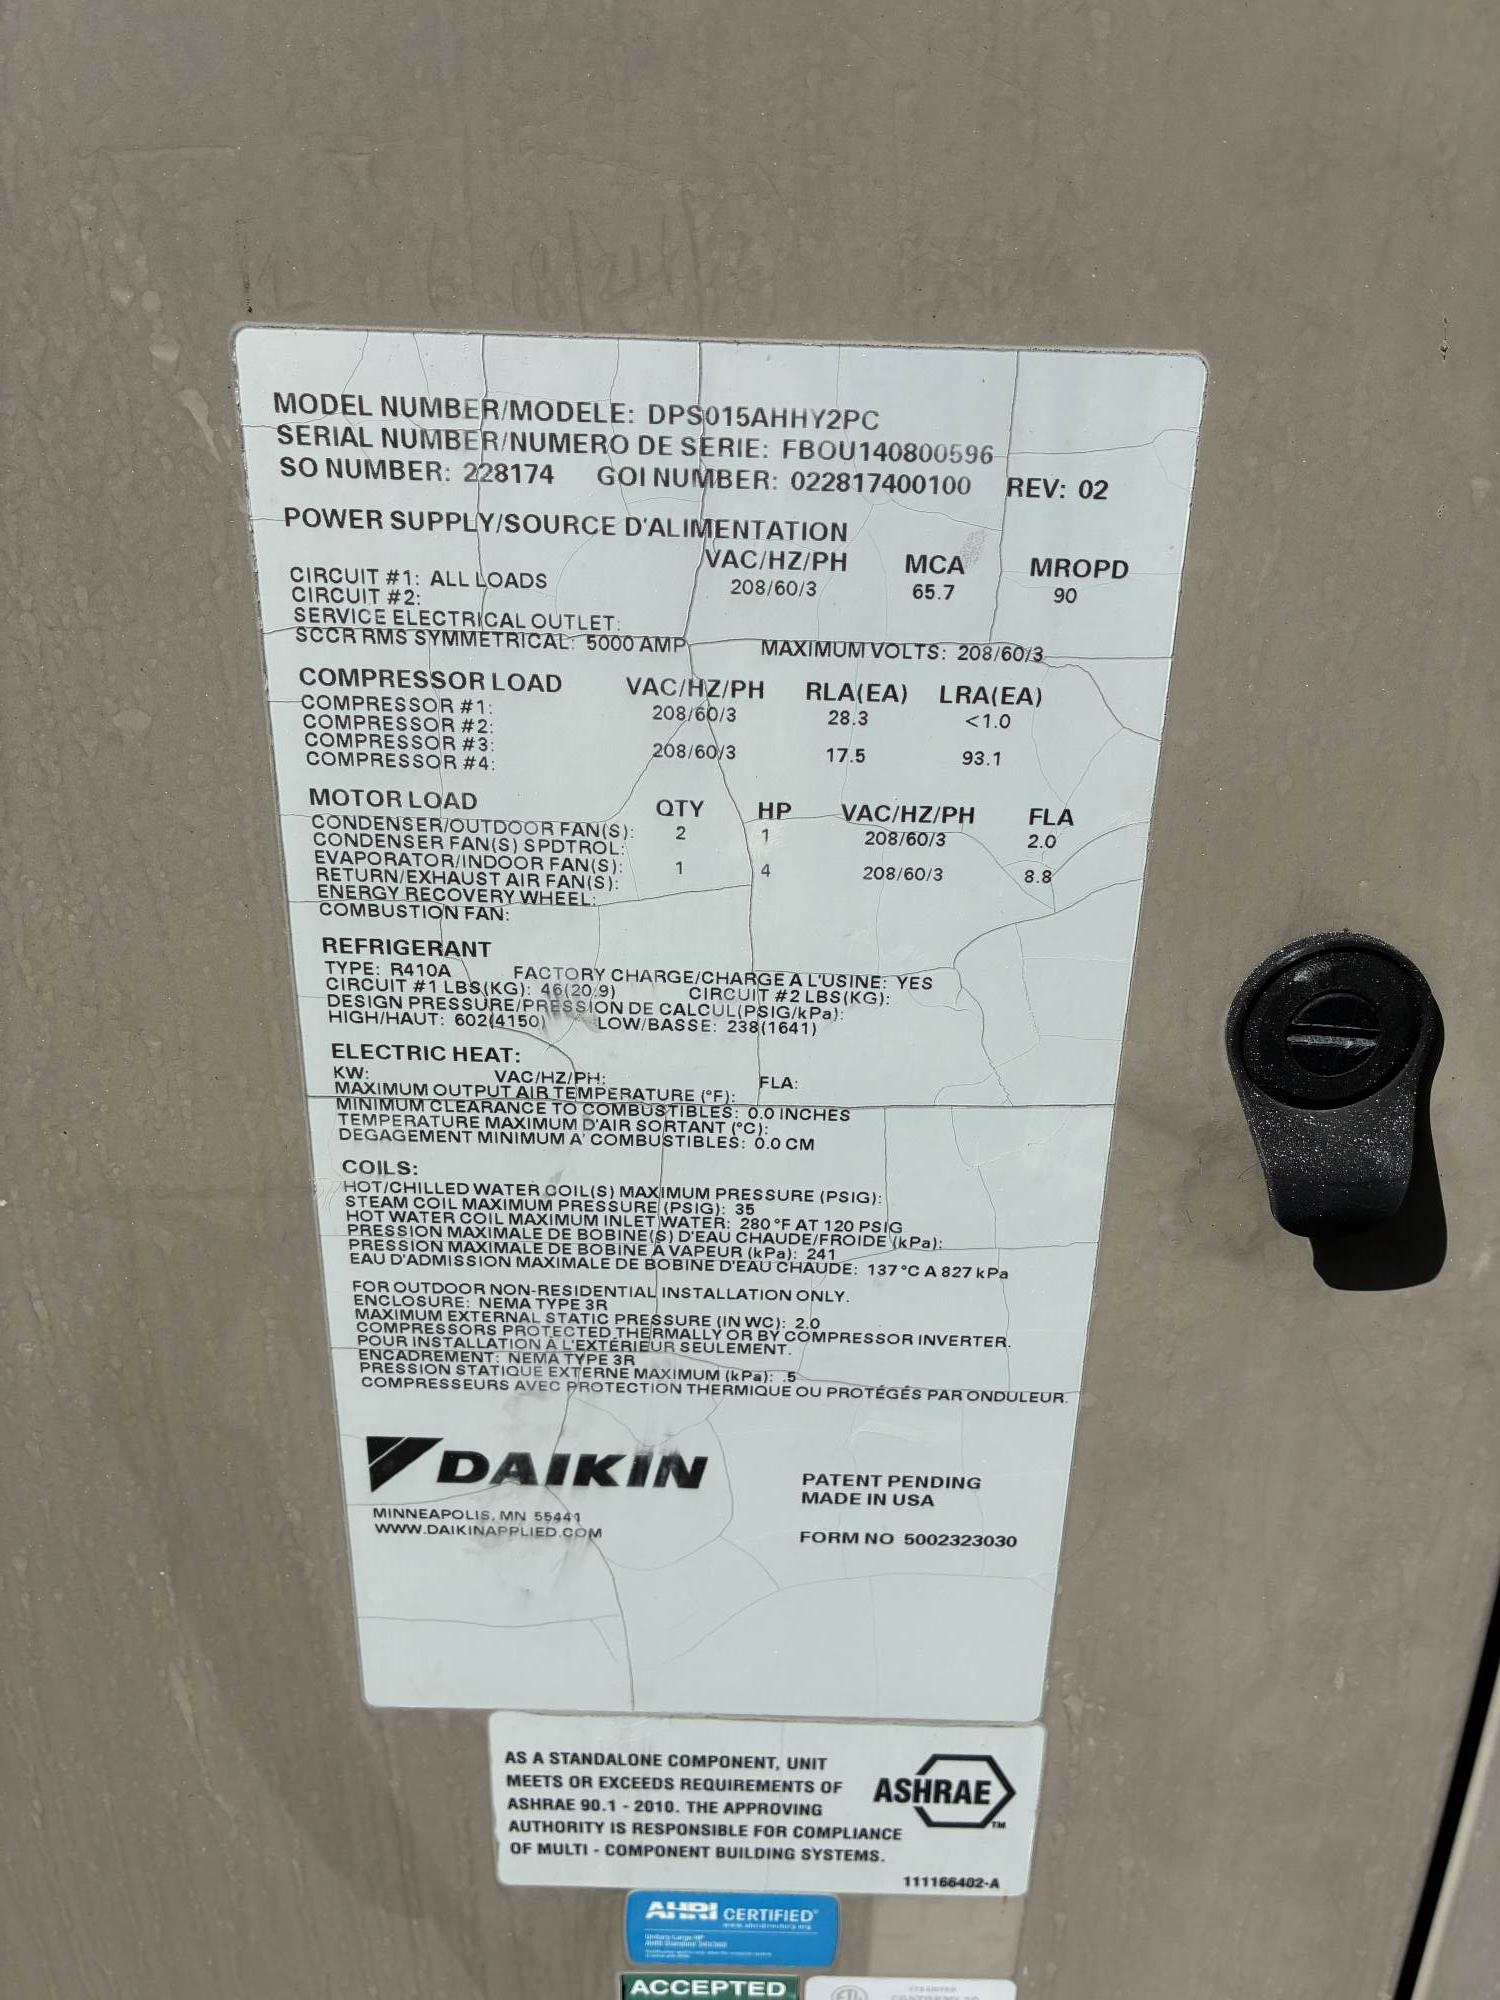 MODEL NUMBER/MODELE: DPS015AHHY2PC
SERIAL NUMBER/NUMERO DE SERIE: FBOU140800596
SO NUMBER: 228174 GOI NUMBER: 022817400100 REV: 02
POWER SUPPLY/SOURCE D'ALIMENTATION
VAC/HZ/PH MCA MROPD
CIRCUIT #1: ALL LOADS 208/60/3 65.7 90
CIRCUIT #2:
SERVICE ELECTRICAL OUTLET:
SCCR RMS SYMMETRICAL: 5000 AMP MAXIMUM VOLTS: 208/60/3
COMPRESSOR LOAD VAC/HZ/PH RLA(EA) LRA(EA)
COMPRESSOR #1: 208/60/3 28.3 <1.0
COMPRESSOR #2:
COMPRESSOR #3: 208/60/3 17.5 93.1
COMPRESSOR #4:
MOTOR LOAD QTY HP VAC/HZ/PH FLA
CONDENSER/OUTDOOR FAN(S): 2 1 208/60/3 2.0
CONDENSER FAN(S) SPDTROL:
EVAPORATOR/INDOOR FAN(S): 1 4 208/60/3 8.8
RETURN/EXHAUST AIR FAN(S):
ENERGY RECOVERY WHEEL:
COMBUSTION FAN:
REFRIGERANT
TYPE: R410A FACTORY CHARGE/CHARGE A L'USINE: YES
CIRCUIT #1 LBS(KG): 46(20.9) CIRCUIT #2 LBS(KG):
DESIGN PRESSURE/PRESSION DE CALCUL(PSIG/kPa):
HIGH/HAUT: 602(4150) LOW/BASSE: 238(1641)
ELECTRIC HEAT:
KW: VAC/HZ/PH: FLA:
MAXIMUM OUTPUT AIR TEMPERATURE (°F):
MINIMUM CLEARANCE TO COMBUSTIBLES: 0.0 INCHES
TEMPERATURE MAXIMUM D'AIR SORTANT (°C):
DEGAGEMENT MINIMUM A' COMBUSTIBLES: 0.0 CM
COILS:
HOT/CHILLED WATER COIL(S) MAXIMUM PRESSURE (PSIG):
STEAM COIL MAXIMUM PRESSURE (PSIG): 35
HOT WATER COIL MAXIMUM INLET WATER: 280 °F AT 120 PSIG
PRESSION MAXIMALE DE BOBINE(S) D'EAU CHAUDE/FROIDE (kPa):
PRESSION MAXIMALE DE BOBINE À VAPEUR (kPa): 241
EAU D'ADMISSION MAXIMALE DE BOBINE D'EAU CHAUDE: 137 °C A 827 kPa
FOR OUTDOOR NON-RESIDENTIAL INSTALLATION ONLY.
ENCLOSURE: NEMA TYPE 3R
MAXIMUM EXTERNAL STATIC PRESSURE (IN WC): 2.0
COMPRESSORS PROTECTED THERMALLY OR BY COMPRESSOR INVERTER.
POUR INSTALLATION À L'EXTÉRIEUR SEULEMENT.
ENCADREMENT: NEMA TYPE 3R
PRESSION STATIQUE EXTERNE MAXIMUM (kPa): .5
COMPRESSEURS AVEC PROTECTION THERMIQUE OU PROTÉGÉS PAR ONDULEUR.
DAIKIN
MINNEAPOLIS, MN 55441
WWW.DAIKINAPPLIED.COM
PATENT PENDING
MADE IN USA
FORM NO 5002323030
AS A STANDALONE COMPONENT, UNIT
MEETS OR EXCEEDS REQUIREMENTS OF
ASHRAE 90.1 - 2010. THE APPROVING
AUTHORITY IS RESPONSIBLE FOR COMPLIANCE
OF MULTI - COMPONENT BUILDING SYSTEMS.
ASHRAE™
111166402-A
AHRI CERTIFIED®
www.ahridirectory.org
ACCEPTED